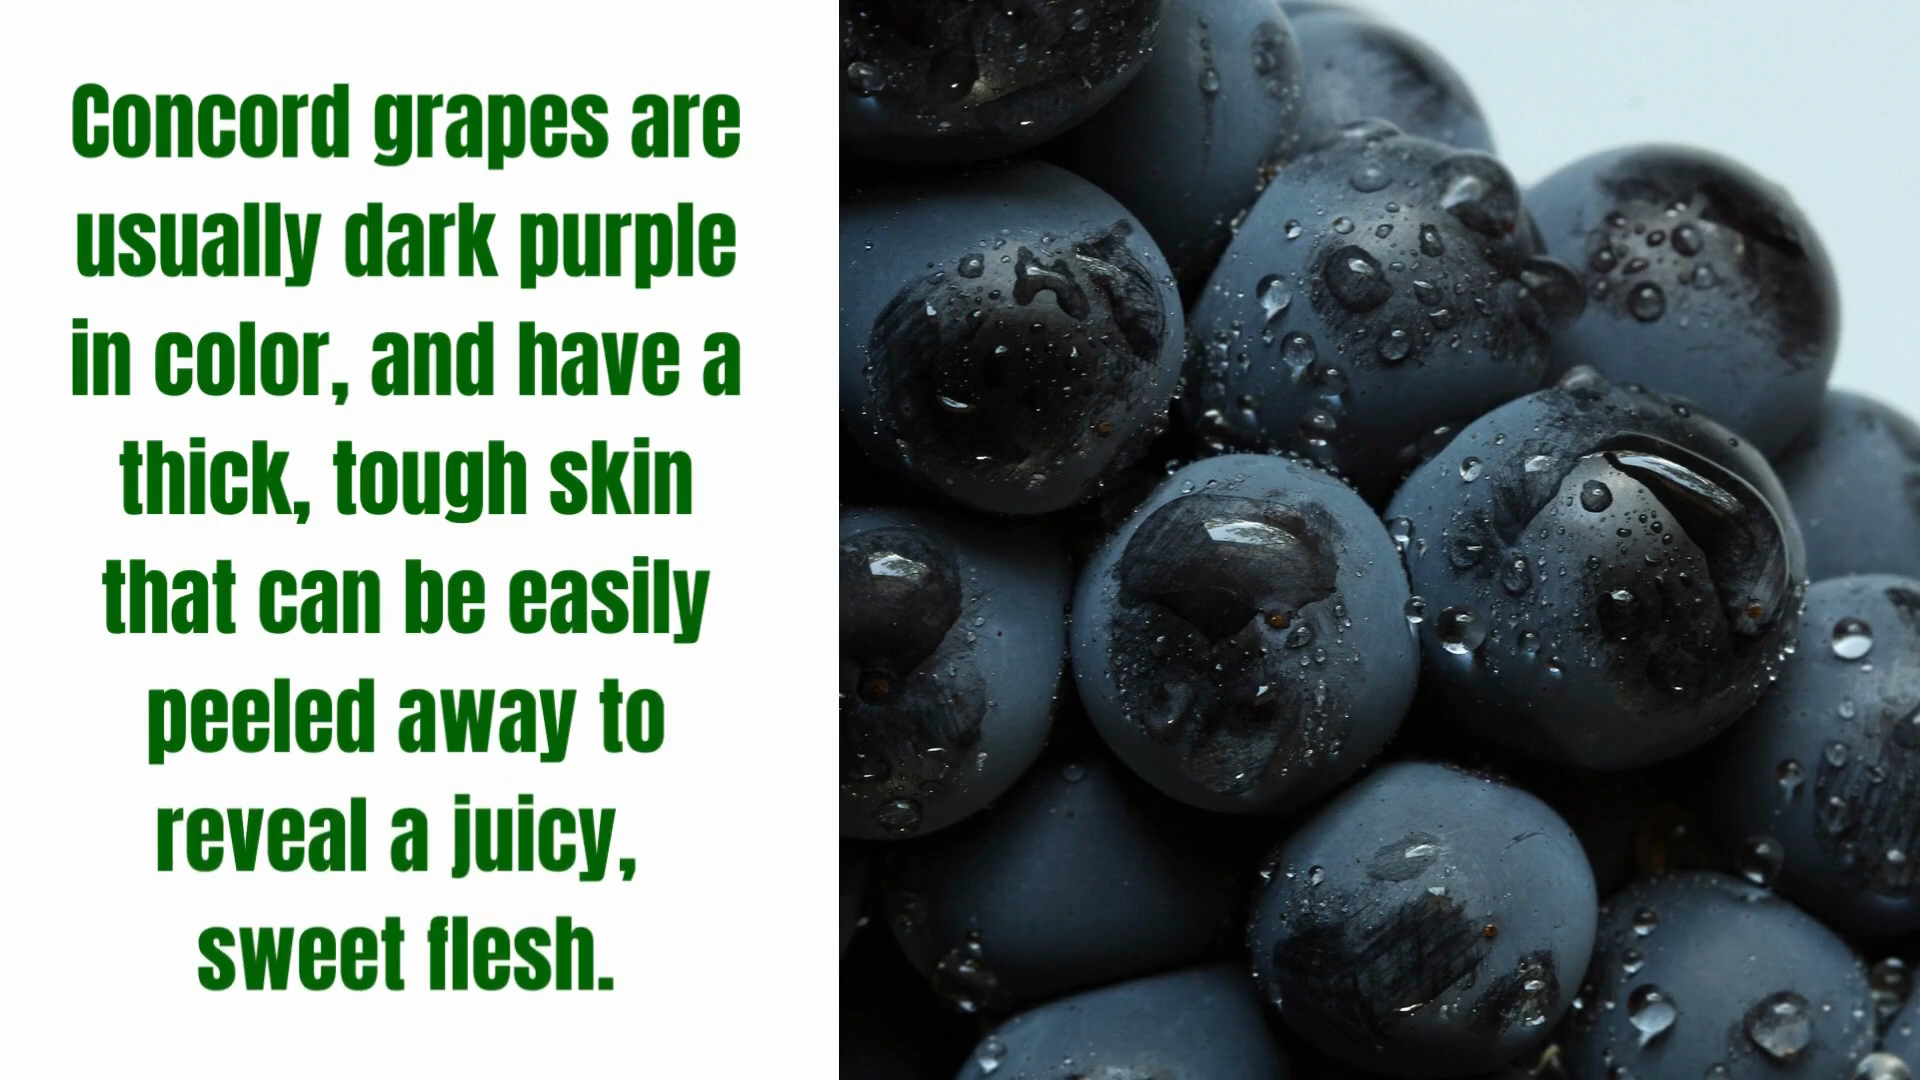 Concord grapes are
usually dark purple
in color, and have a
thick, tough skin
that can be easily
peeled away to
reveal a juicy,
sweet flesh.